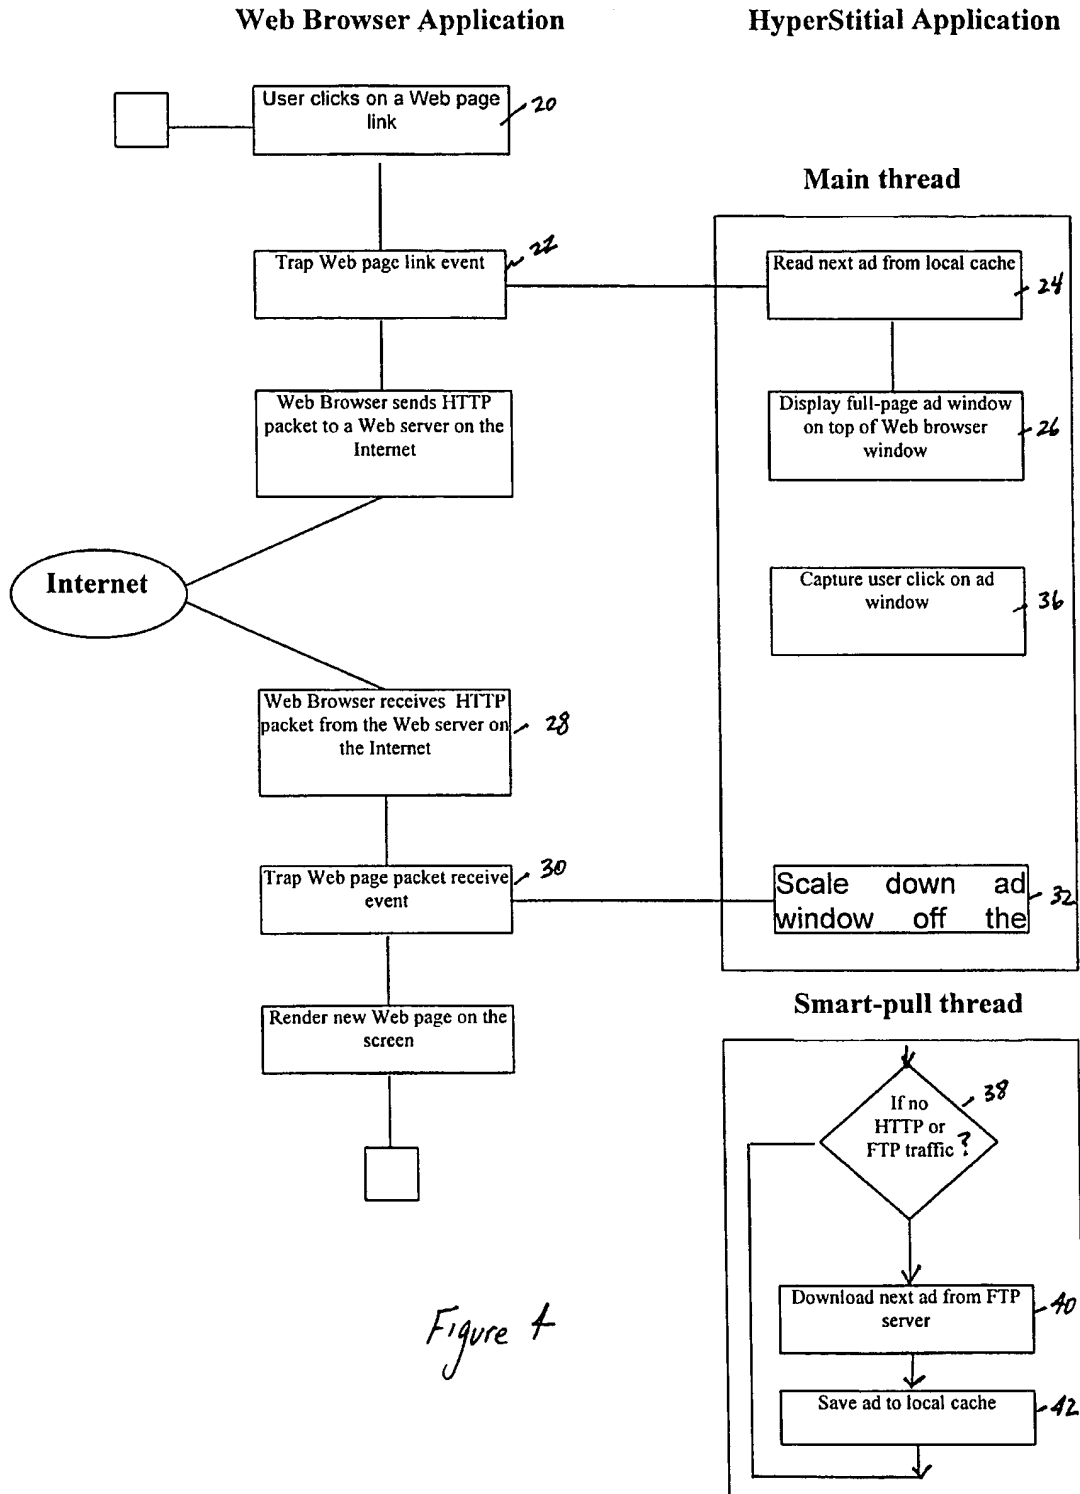 Web Browser Application
HyperStitial Application
User clicks on a Web page
link
20
Main thread
Trap Web page link event
22
Read next ad from local cache
24
Web Browser sends HTTP
packet to a Web server on the
Internet
Display full-page ad window
on top of Web browser
window
26
Internet
Capture user click on ad
window
36
Web Browser receives HTTP
packet from the Web server on
the Internet
28
Trap Web page packet receive
event
30
Scale down ad
window off the
32
Render new Web page on the
screen
Smart-pull thread
If no
HTTP or
FTP traffic ?
38
Download next ad from FTP
server
40
Save ad to local cache
42
Figure 4